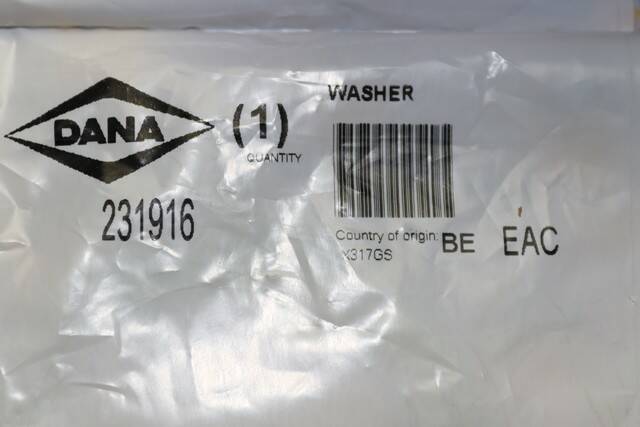 DANA
(1)
QUANTITY
231916
WASHER
Country of origin: BE EAC
X317GS